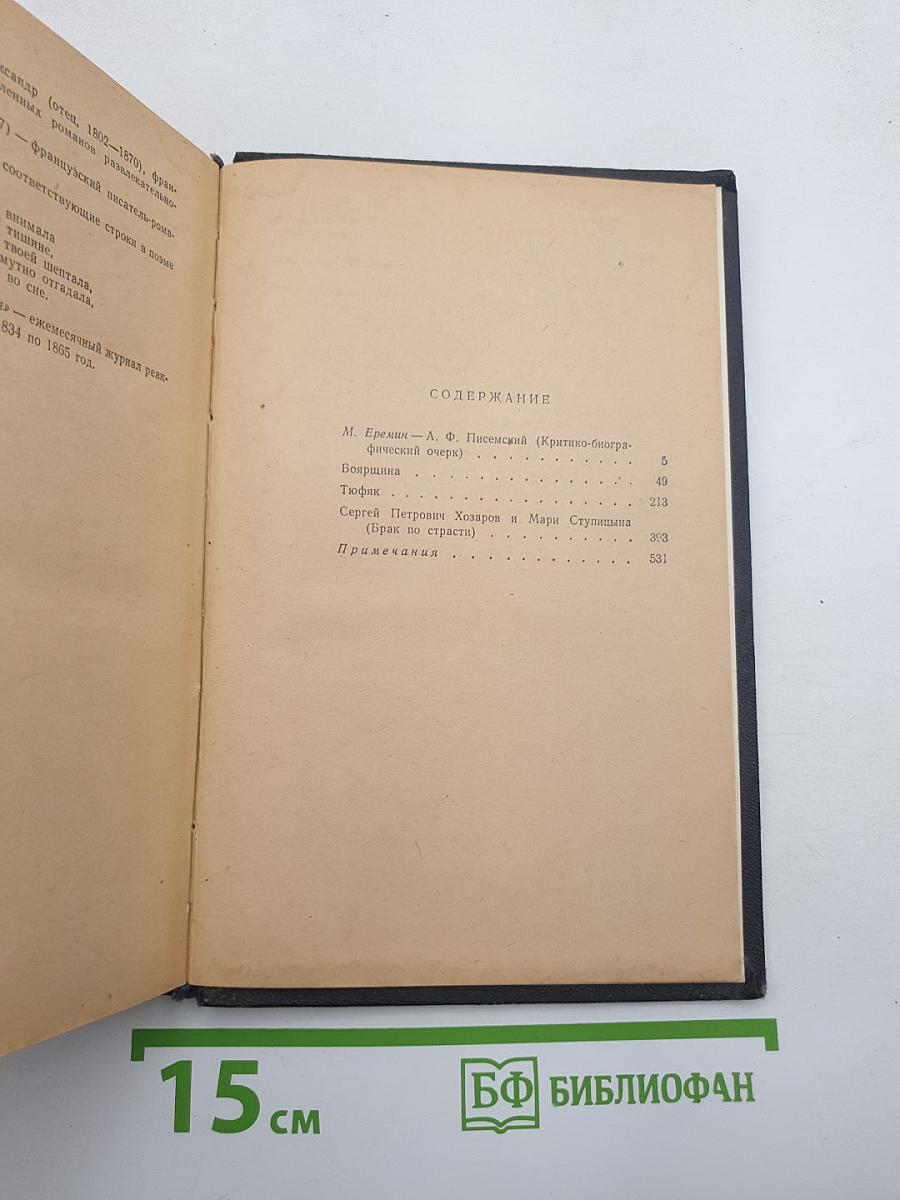 ксандр (отец, 1802—1870), фран-
ленных романов развлекательно-
7) — французский писатель-рома-
соответствующие строки в поэме
внимала
тишине,
твоей шептала,
мутно отгадала,
во сне.
я» — ежемесячный журнал реак-
834 по 1865 год.
СОДЕРЖАНИЕ
М. Еремин — А. Ф. Писемский (Критико-биогра-
фический очерк) . . . . . . . . . . . 5
Боярщина . . . . . . . . . . . . . . . 49
Тюфяк . . . . . . . . . . . . . . . . . 213
Сергей Петрович Хозаров и Мари Ступицына
(Брак по страсти) . . . . . . . . . . 393
Примечания . . . . . . . . . . . . . 531
15 см
БФ БИБЛИОФАН